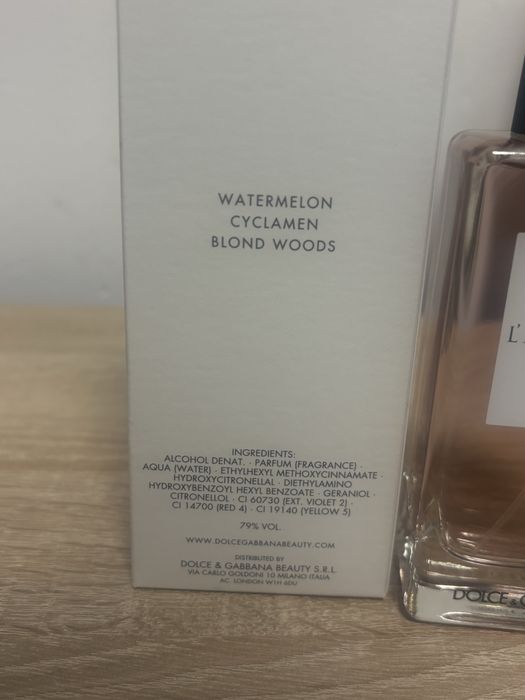 WATERMELON
CYCLAMEN
BLOND WOODS
L'
INGREDIENTS:
ALCOHOL DENAT. · PARFUM (FRAGRANCE) ·
AQUA (WATER) · ETHYLHEXYL METHOXYCINNAMATE ·
HYDROXYCITRONELLAL · DIETHYLAMINO
HYDROXYBENZOYL HEXYL BENZOATE · GERANIOL ·
CITRONELLOL · CI 60730 (EXT. VIOLET 2) ·
CI 14700 (RED 4) · CI 19140 (YELLOW 5)
79% VOL.
WWW.DOLCEGABBANABEAUTY.COM
DISTRIBUTED BY
DOLCE & GABBANA BEAUTY S.R.L.
VIA CARLO GOLDONI 10 MILANO ITALIA
AC. LONDON W1H 6DU
DOLCE & G